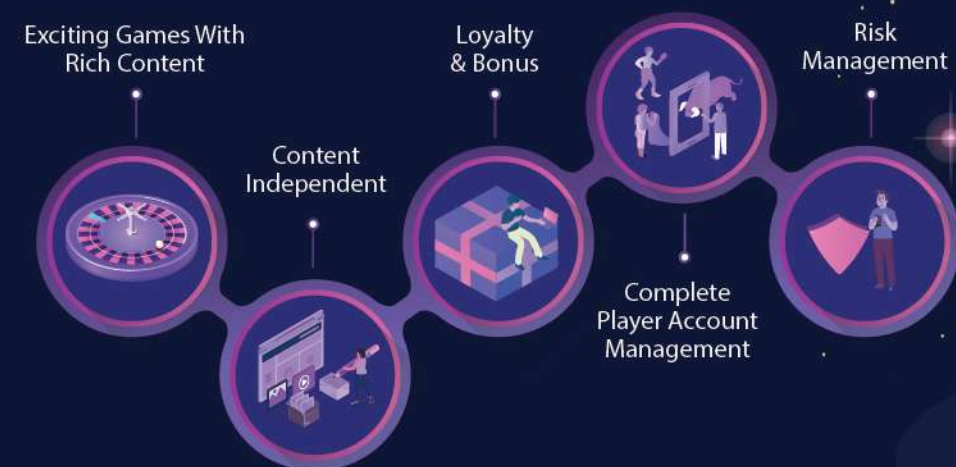 Exciting Games With
Rich Content
Content
Independent
Loyalty
& Bonus
Complete
Player Account
Management
Risk
Management